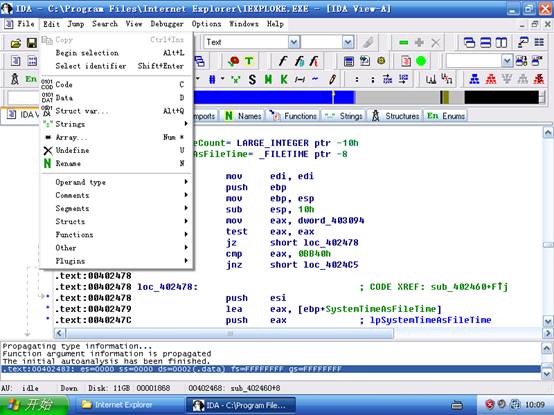 IDA - C:\Program Files\Internet Explorer\IEXPLORE.EXE - [IDA View-A]
File Edit Jump Search View Debugger Options Windows Help
Text
Copy Ctrl+Ins
Begin selection Alt+L
Select identifier Shift+Enter
Code C
Data D
Struct var... Alt+Q
Strings
Array... Num *
Undefine U
Rename N
Operand type
Comments
Segments
Structs
Functions
Other
Plugins
En
S M K
IDA V
mports Names Functions Strings Structures En Enums
eCount= LARGE_INTEGER ptr -10h
AsFileTime= _FILETIME ptr -8
mov edi, edi
push ebp
mov ebp, esp
sub esp, 10h
mov eax, dword_403094
test eax, eax
jz short loc_402478
cmp eax, 0BB40h
jnz short loc_4024C5
.text:00402478
.text:00402478 loc_402478: ; CODE XREF: sub_402460+F↑j
.text:00402478 push esi
.text:00402479 lea eax, [ebp+SystemTimeAsFileTime]
.text:0040247C push eax ; lpSystemTimeAsFileTime
Propagating type information...
Function argument information is propagated
The initial autoanalysis has been finished.
.text:00402483: es=0000 ss=0000 ds=0002(.data) fs=FFFFFFFF gs=FFFFFFFF
AU: idle Down Disk: 11GB 00001868 00402468: sub_402460+8
开始 Internet Explorer IDA - C:\Program File... 10:09